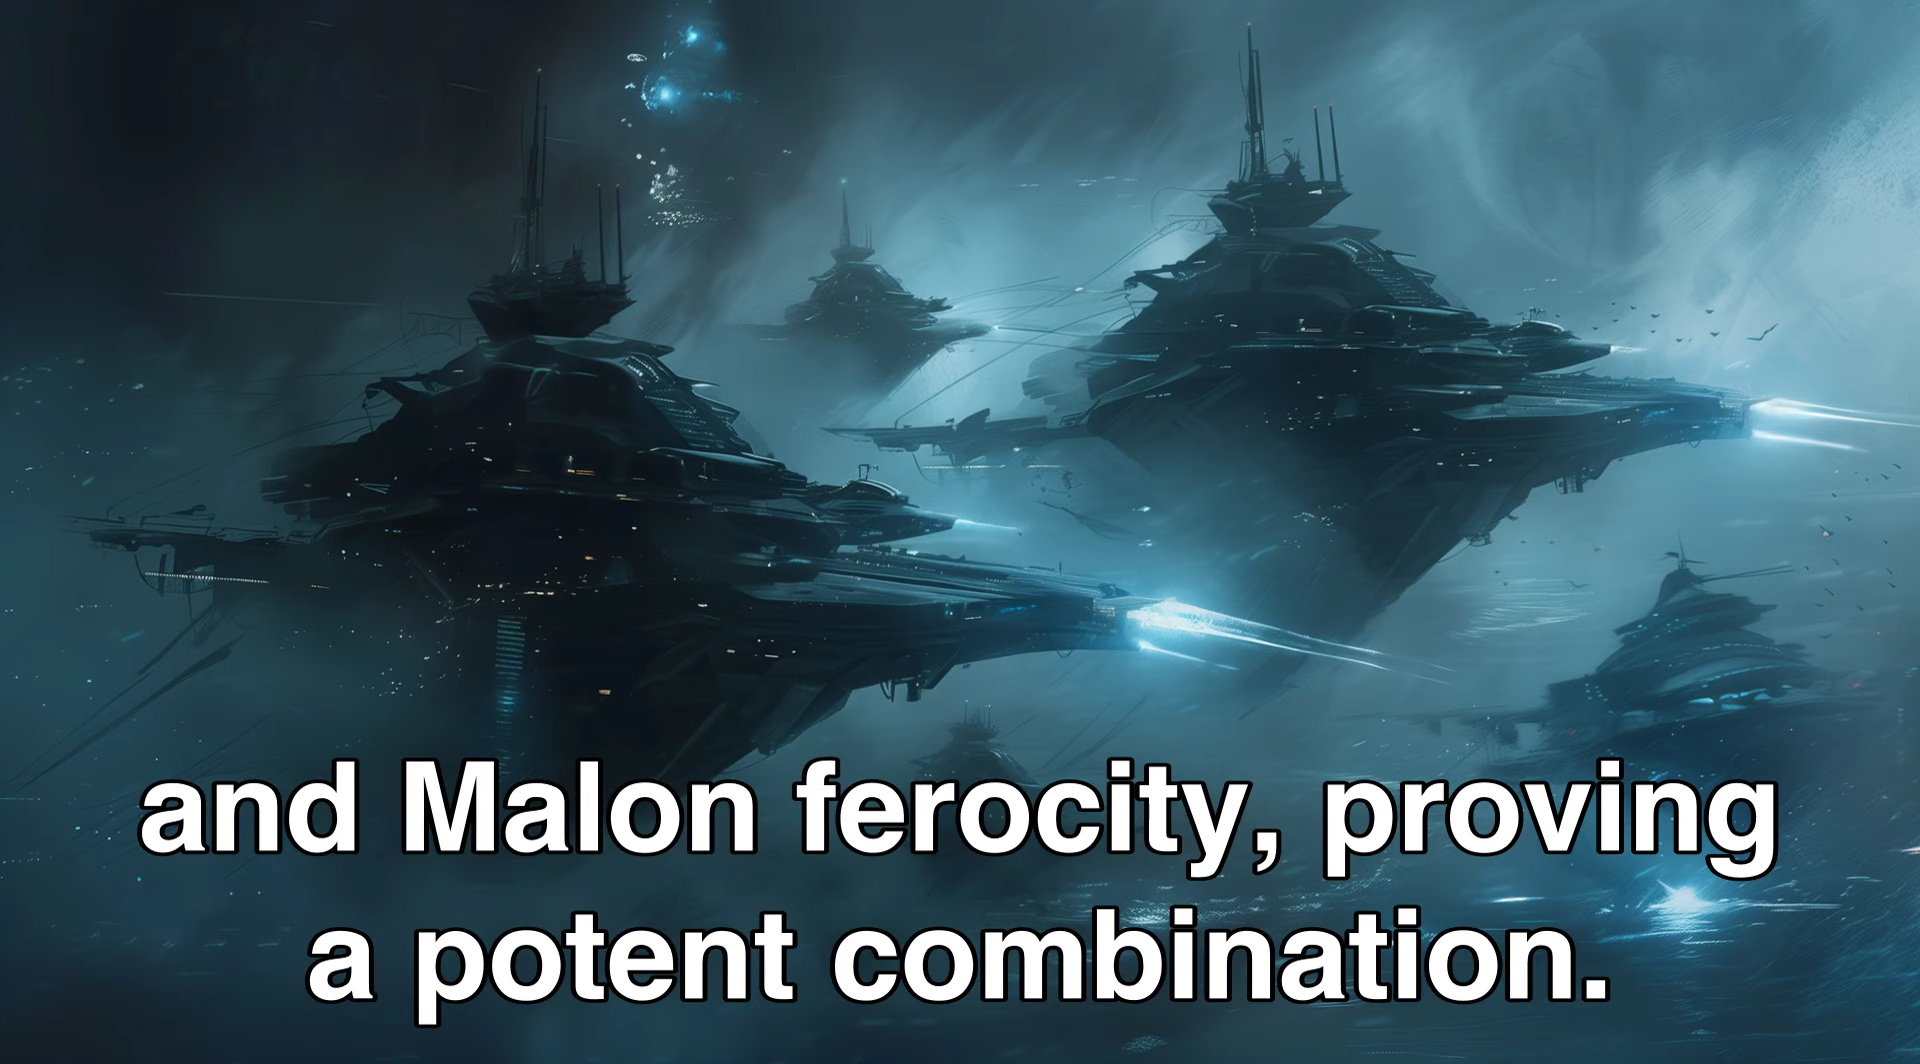 and Malon ferocity, proving
a potent combination.